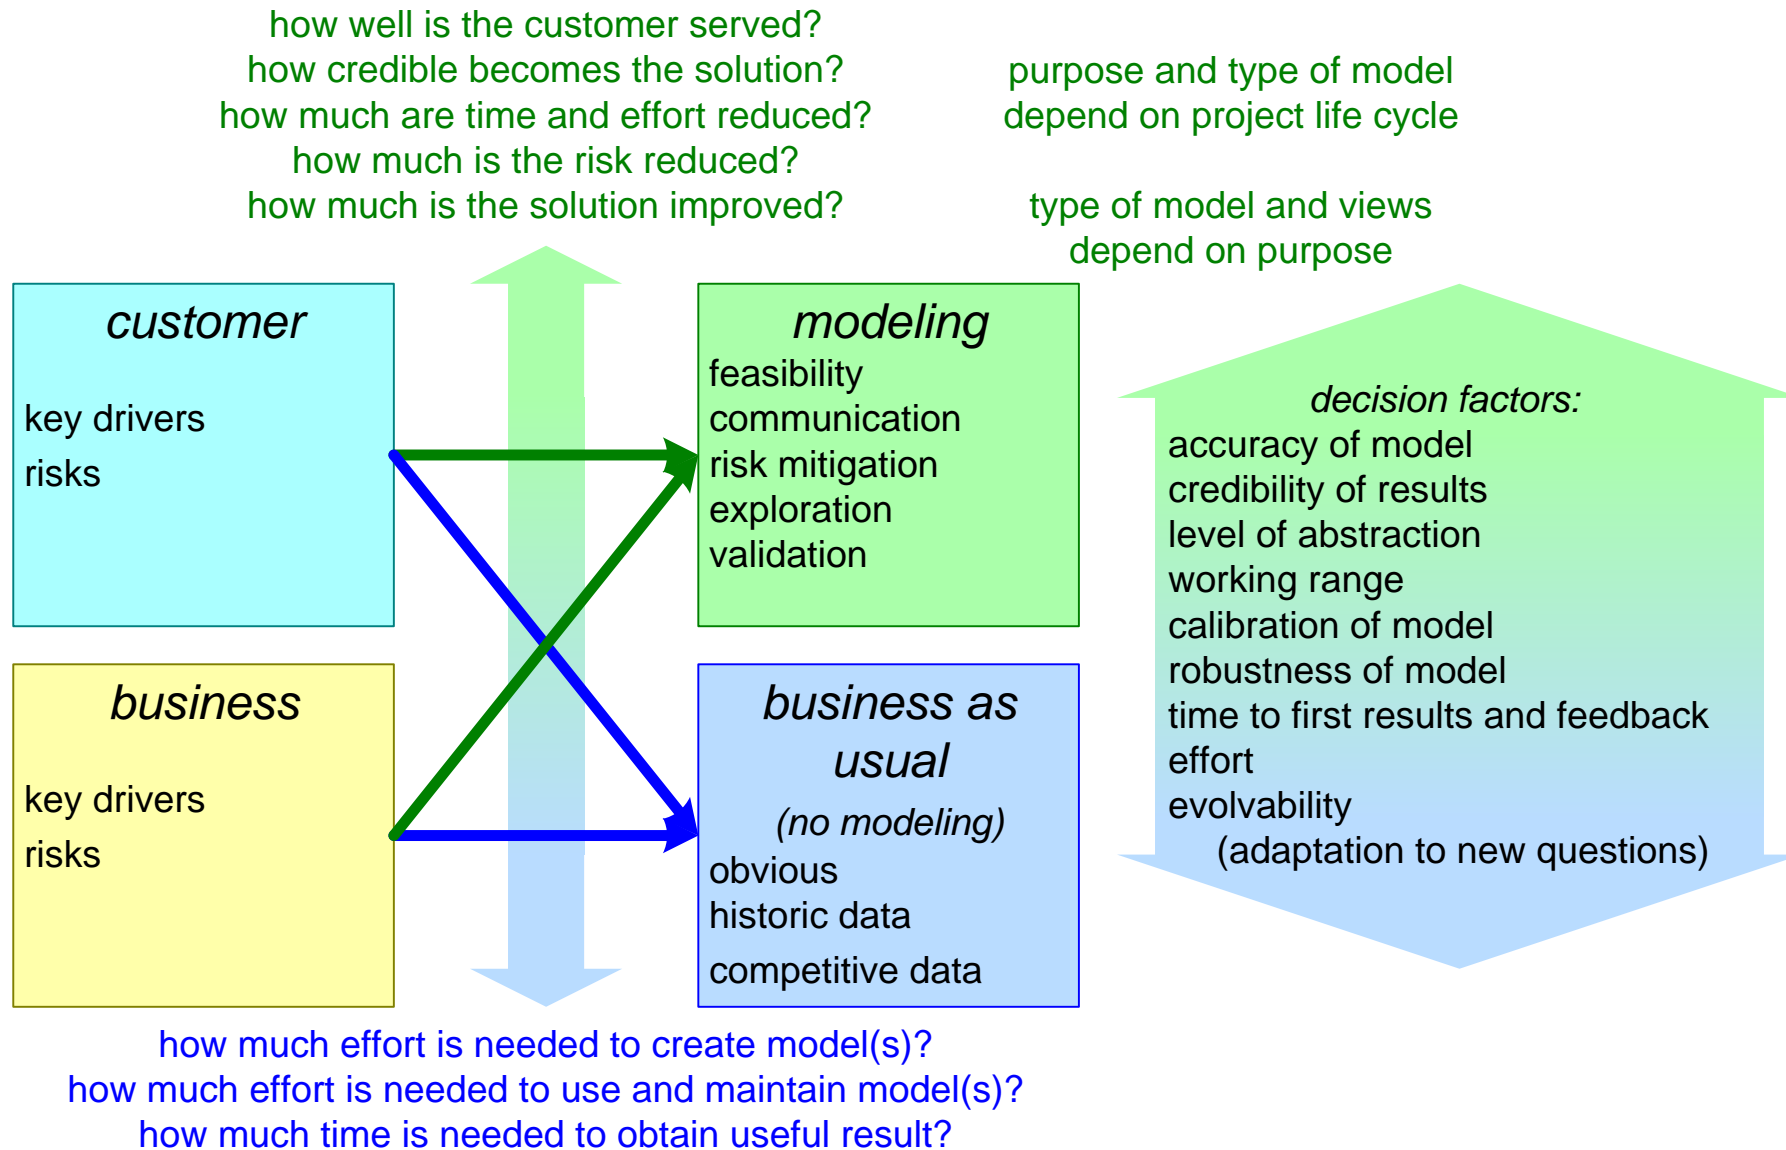 how well is the customer served?
how credible becomes the solution?
how much are time and effort reduced?
how much is the risk reduced?
how much is the solution improved?
purpose and type of model
depend on project life cycle
type of model and views
depend on purpose
customer
key drivers
risks
modeling
feasibility
communication
risk mitigation
exploration
validation
business
key drivers
risks
business as
usual
(no modeling)
obvious
historic data
competitive data
decision factors:
accuracy of model
credibility of results
level of abstraction
working range
calibration of model
robustness of model
time to first results and feedback
effort
evolvability
(adaptation to new questions)
how much effort is needed to create model(s)?
how much effort is needed to use and maintain model(s)?
how much time is needed to obtain useful result?